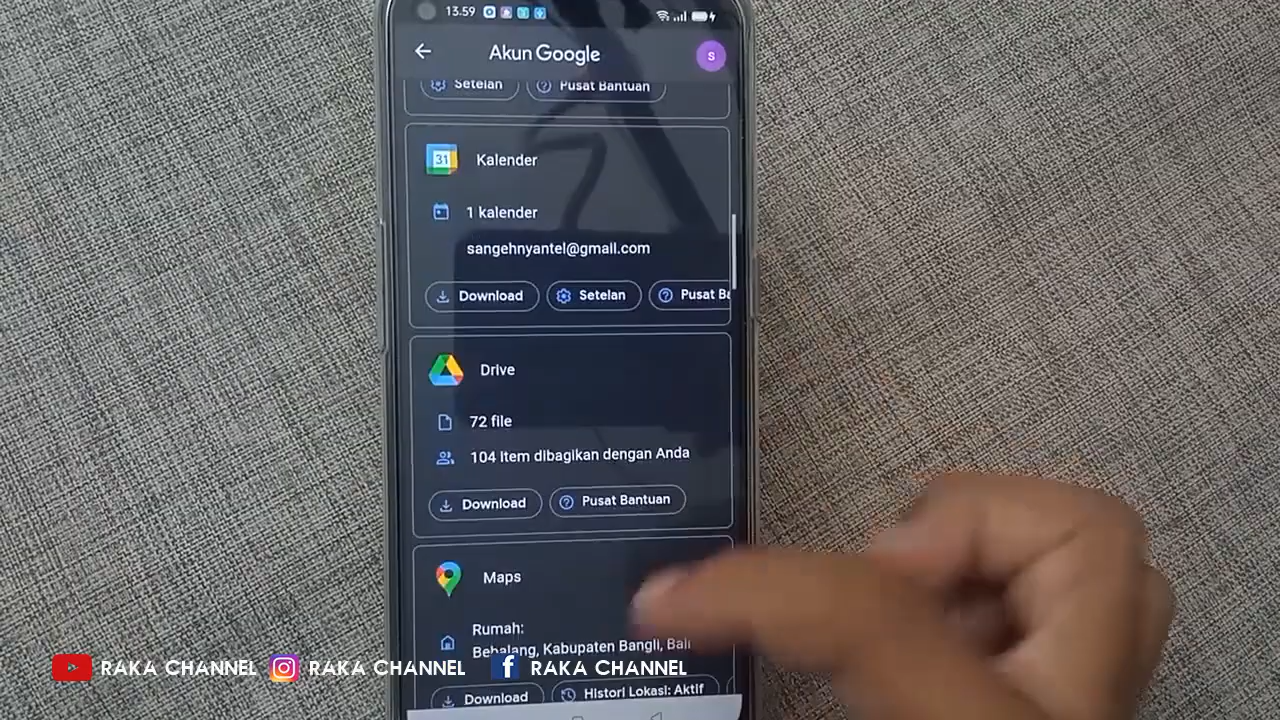 13.59
Akun Google
S
Setelan
Pusat Bantuan
31
Kalender
1 kalender
sangehnyantel@gmail.com
Download
Setelan
Pusat Ba
Drive
72 file
104 item dibagikan dengan Anda
Download
Pusat Bantuan
Maps
Rumah:
Bebalang, Kabupaten Bangli, Bali
Download
Histori Lokasi: Aktif
RAKA CHANNEL
RAKA CHANNEL
RAKA CHANNEL